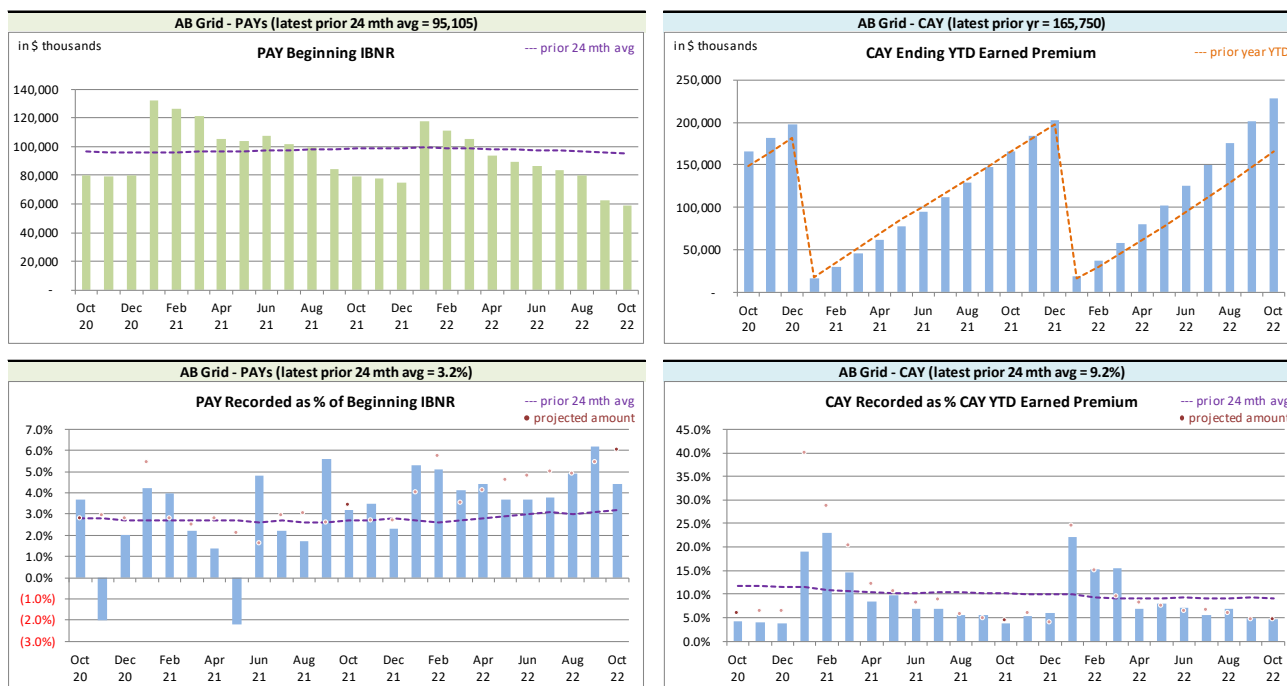 AB Grid - PAYs (latest prior 24 mth avg = 95,105)
in $ thousands
PAY Beginning IBNR
--- prior 24 mth avg
140,000
120,000
100,000
80,000
60,000
40,000
20,000
-
Oct Dec Feb Apr Jun Aug Oct Dec Feb Apr Jun Aug Oct
20 20 21 21 21 21 21 21 22 22 22 22 22
AB Grid - CAY (latest prior yr = 165,750)
in $ thousands
CAY Ending YTD Earned Premium
--- prior year YTD
250,000
200,000
150,000
100,000
50,000
-
Oct Dec Feb Apr Jun Aug Oct Dec Feb Apr Jun Aug Oct
20 20 21 21 21 21 21 21 22 22 22 22 22
AB Grid - PAYs (latest prior 24 mth avg = 3.2%)
PAY Recorded as % of Beginning IBNR
--- prior 24 mth avg
• projected amount
7.0%
6.0%
5.0%
4.0%
3.0%
2.0%
1.0%
0.0%
(1.0%)
(2.0%)
(3.0%)
Oct Dec Feb Apr Jun Aug Oct Dec Feb Apr Jun Aug Oct
20 20 21 21 21 21 21 21 22 22 22 22 22
AB Grid - CAY (latest prior 24 mth avg = 9.2%)
CAY Recorded as % CAY YTD Earned Premium
--- prior 24 mth avg
• projected amount
45.0%
40.0%
35.0%
30.0%
25.0%
20.0%
15.0%
10.0%
5.0%
0.0%
Oct Dec Feb Apr Jun Aug Oct Dec Feb Apr Jun Aug Oct
20 20 21 21 21 21 21 21 22 22 22 22 22